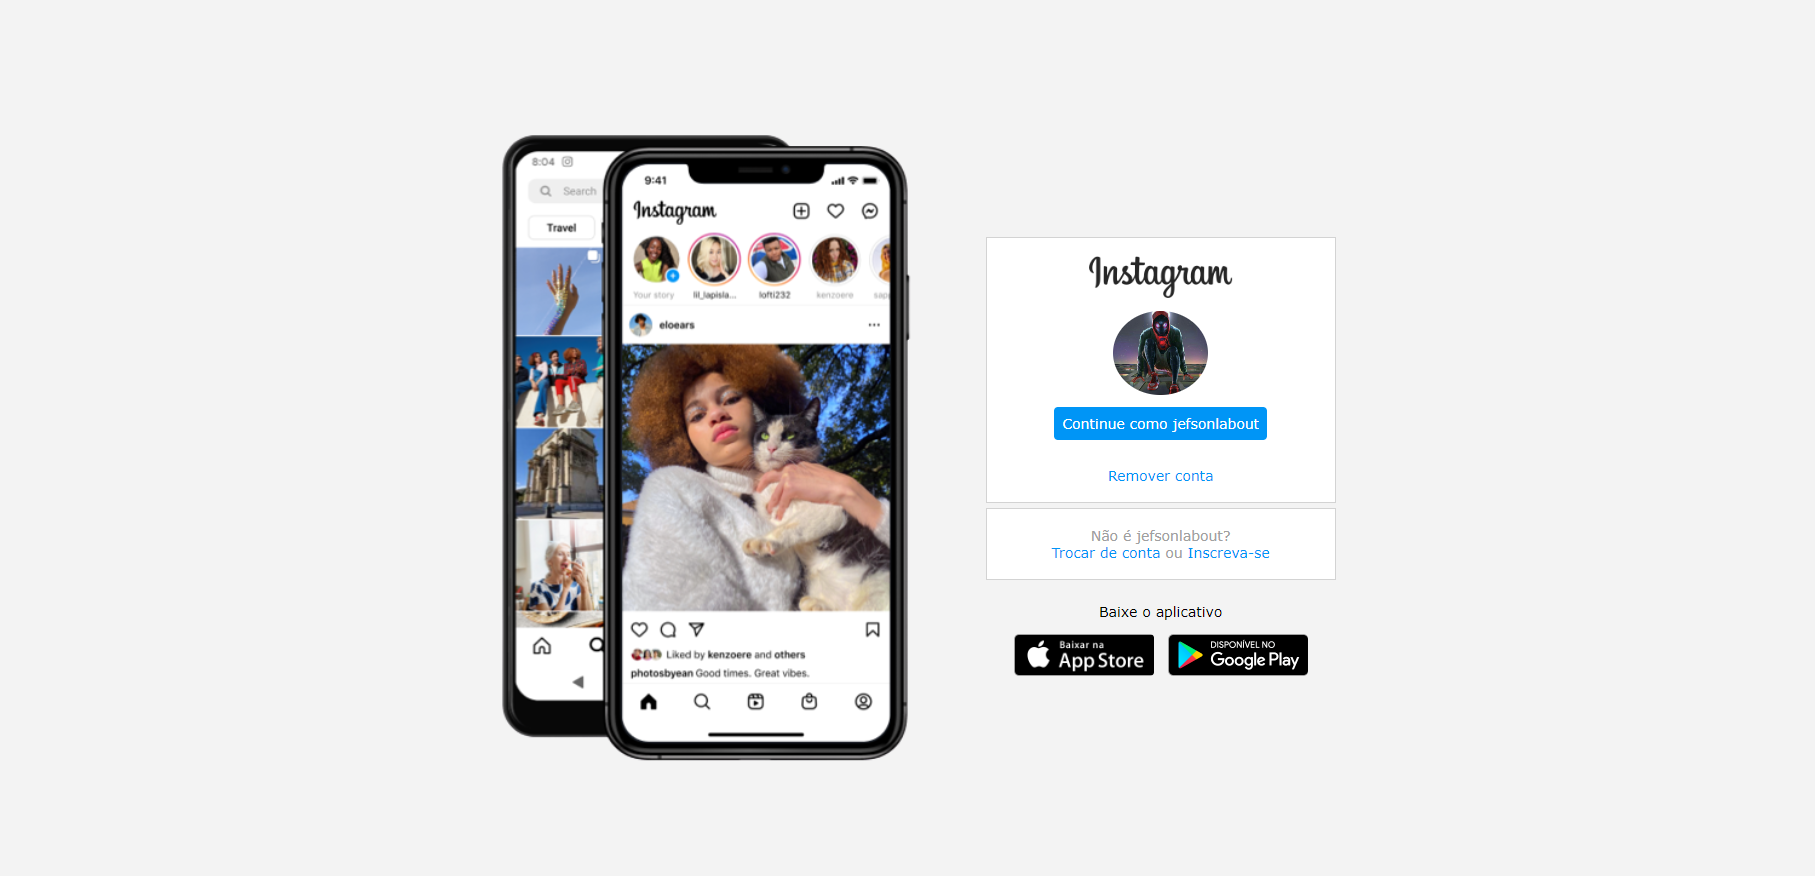 8:04
Search
Travel
9:41
Instagram
Your story
lil_lapisla...
lofti232
kenzoere
sapp
eloears
Liked by kenzoere and others
photosbyean Good times. Great vibes.
Instagram
Continue como jefsonlabout
Remover conta
Não é jefsonlabout?
Trocar de conta ou Inscreva-se
Baixe o aplicativo
Baixar na
App Store
DISPONÍVEL NO
Google Play